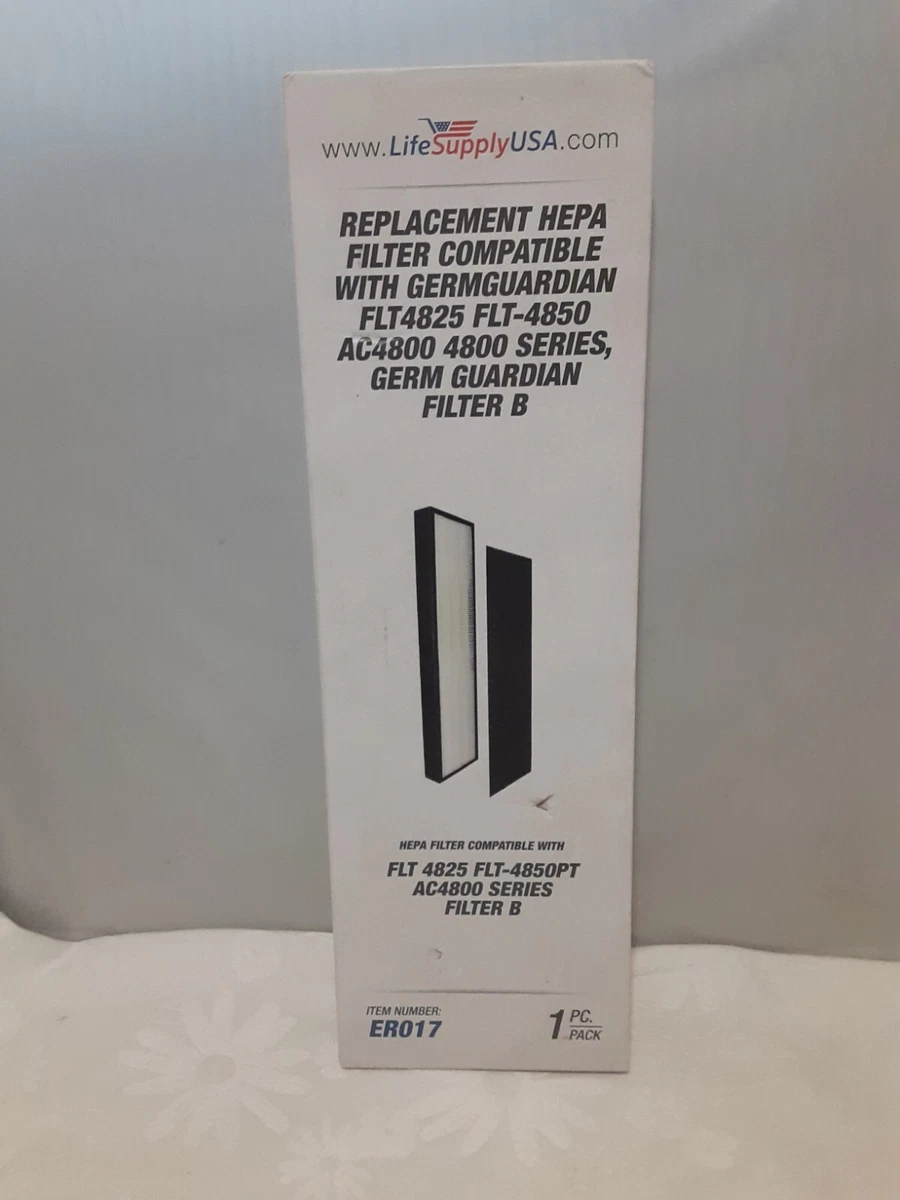 www.LifeSupplyUSA.com
REPLACEMENT HEPA
FILTER COMPATIBLE
WITH GERMGUARDIAN
FLT4825 FLT-4850
AC4800 4800 SERIES,
GERM GUARDIAN
FILTER B
HEPA FILTER COMPATIBLE WITH
FLT 4825 FLT-4850PT
AC4800 SERIES
FILTER B
ITEM NUMBER:
ER017
1 PC.
PACK